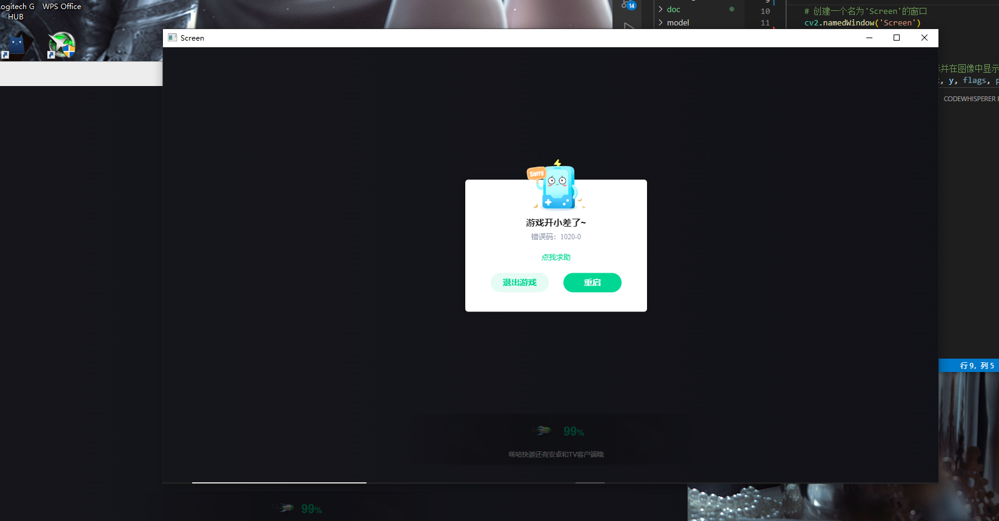 ogitech G
HUB
WPS Office
14
doc
model
10
11
# 创建一个名为'Screen'的窗口
cv2.namedWindow('Screen')
Screen
并在图像中显示
, y, flags,
CODEWHISPERER
Sorry
游戏开小差了~
错误码：1020-0
点我求助
退出游戏
重启
行 9，列 5
99%
咪咕快游还有安卓和TV客户端哦
99%